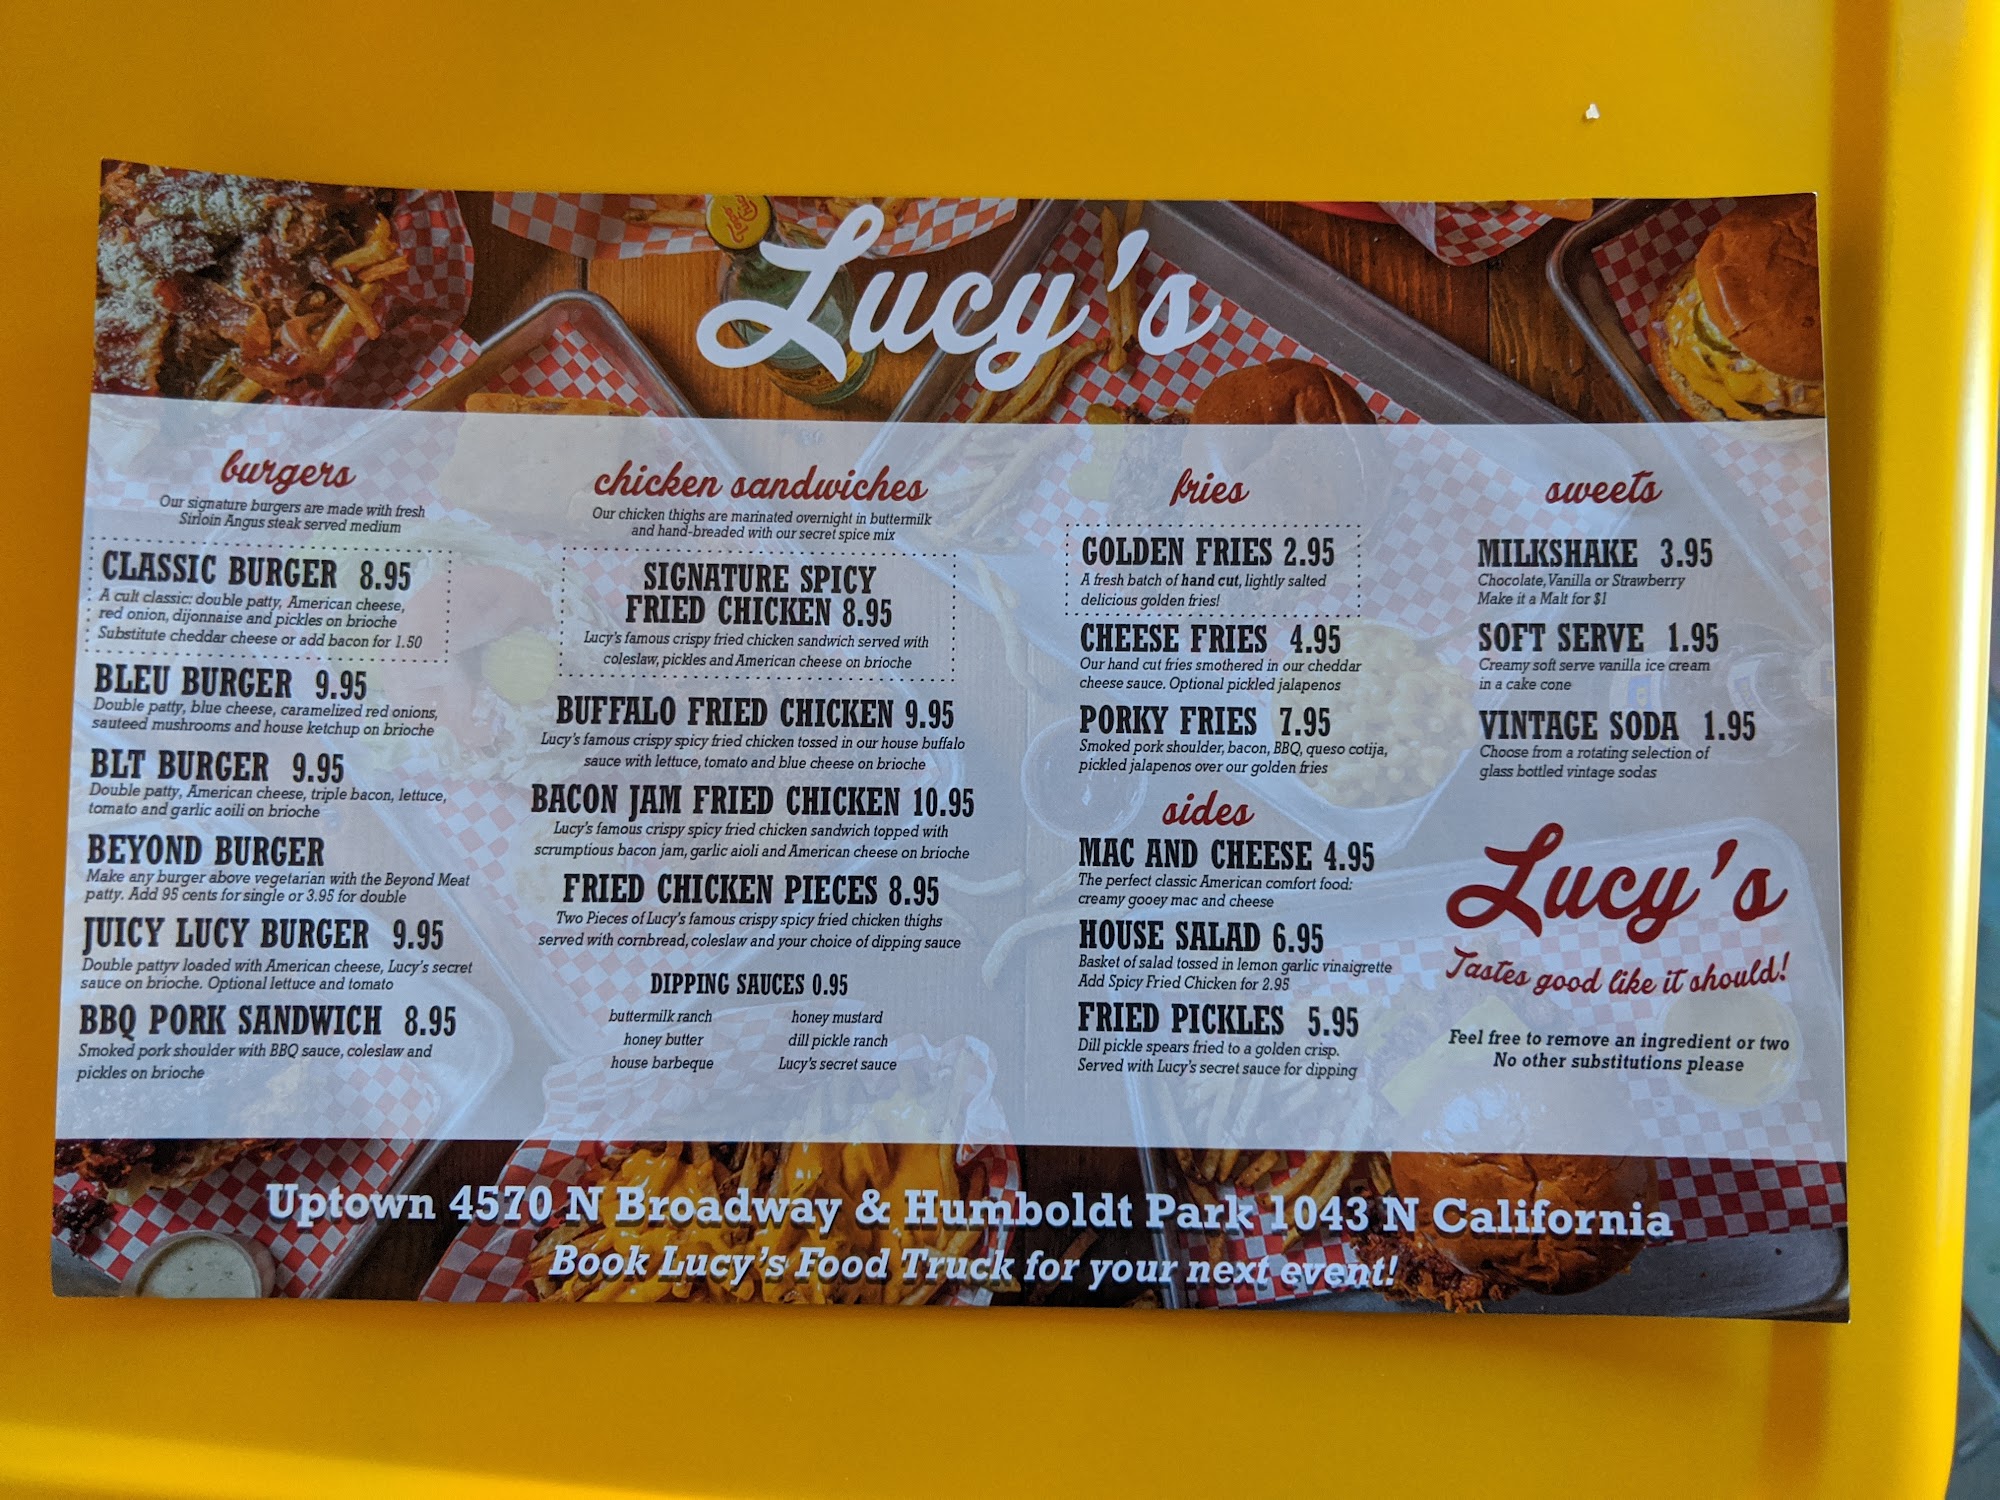 Lucy's
burgers
Our signature burgers are made with fresh
Sirloin Angus steak served medium
CLASSIC BURGER 8.95
A cult classic: double patty, American cheese,
red onion, dijonnaise and pickles on brioche
Substitute cheddar cheese or add bacon for 1.50
BLEU BURGER 9.95
Double patty, blue cheese, caramelized red onions,
sauteed mushrooms and house ketchup on brioche
BLT BURGER 9.95
Double patty, American cheese, triple bacon, lettuce,
tomato and garlic aoili on brioche
BEYOND BURGER
Make any burger above vegetarian with the Beyond Meat
patty. Add 95 cents for single or 3.95 for double
JUICY LUCY BURGER 9.95
Double pattyv loaded with American cheese, Lucy's secret
sauce on brioche. Optional lettuce and tomato
BBQ PORK SANDWICH 8.95
Smoked pork shoulder with BBQ sauce, coleslaw and
pickles on brioche
chicken sandwiches
Our chicken thighs are marinated overnight in buttermilk
and hand-breaded with our secret spice mix
SIGNATURE SPICY
FRIED CHICKEN 8.95
Lucy's famous crispy fried chicken sandwich served with
coleslaw, pickles and American cheese on brioche
BUFFALO FRIED CHICKEN 9.95
Lucy's famous crispy spicy fried chicken tossed in our house buffalo
sauce with lettuce, tomato and blue cheese on brioche
BACON JAM FRIED CHICKEN 10.95
Lucy's famous crispy spicy fried chicken sandwich topped with
scrumptious bacon jam, garlic aioli and American cheese on brioche
FRIED CHICKEN PIECES 8.95
Two Pieces of Lucy's famous crispy spicy fried chicken thighs
served with cornbread, coleslaw and your choice of dipping sauce
DIPPING SAUCES 0.95
buttermilk ranch honey mustard
honey butter dill pickle ranch
house barbeque Lucy's secret sauce
fries
GOLDEN FRIES 2.95
A fresh batch of hand cut, lightly salted
delicious golden fries!
CHEESE FRIES 4.95
Our hand cut fries smothered in our cheddar
cheese sauce. Optional pickled jalapenos
PORKY FRIES 7.95
Smoked pork shoulder, bacon, BBQ, queso cotija,
pickled jalapenos over our golden fries
sides
MAC AND CHEESE 4.95
The perfect classic American comfort food:
creamy gooey mac and cheese
HOUSE SALAD 6.95
Basket of salad tossed in lemon garlic vinaigrette
Add Spicy Fried Chicken for 2.95
FRIED PICKLES 5.95
Dill pickle spears fried to a golden crisp.
Served with Lucy's secret sauce for dipping
sweets
MILKSHAKE 3.95
Chocolate, Vanilla or Strawberry
Make it a Malt for $1
SOFT SERVE 1.95
Creamy soft serve vanilla ice cream
in a cake cone
VINTAGE SODA 1.95
Choose from a rotating selection of
glass bottled vintage sodas
Lucy's
Tastes good like it should!
Feel free to remove an ingredient or two
No other substitutions please
Uptown 4570 N Broadway & Humboldt Park 1043 N California
Book Lucy's Food Truck for your next event!